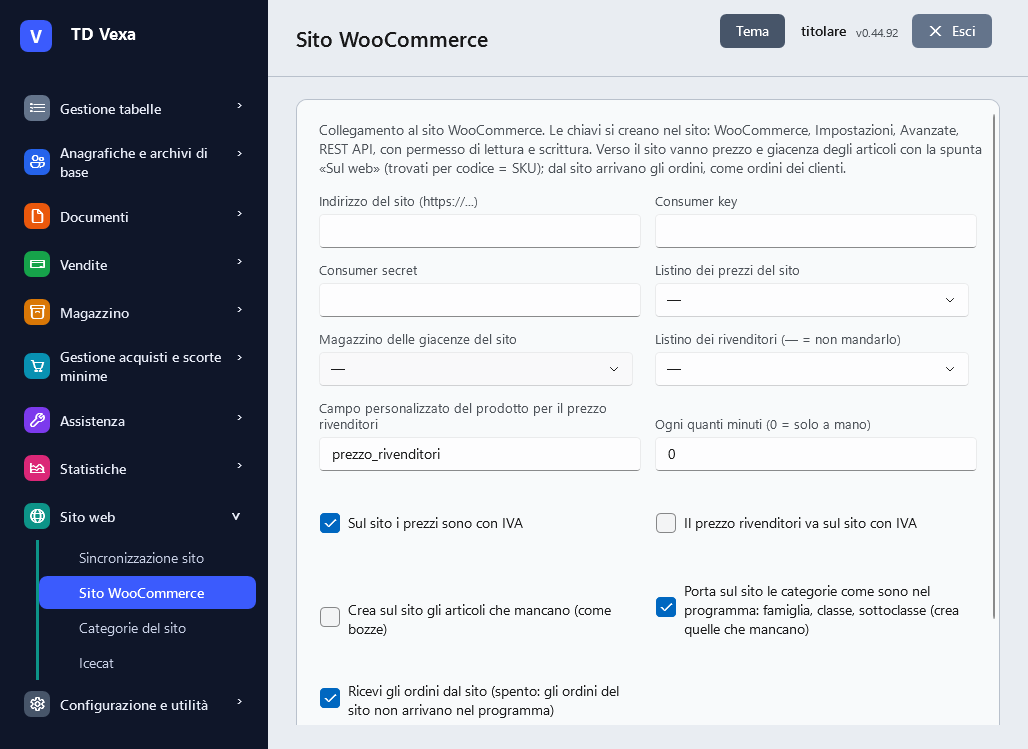 V
TD Vexa
Sito WooCommerce
Tema
titolare
v0.44.92
Esci
Gestione tabelle
Anagrafiche e archivi di
base
Documenti
Vendite
Magazzino
Gestione acquisti e scorte
minime
Assistenza
Statistiche
Sito web
Sincronizzazione sito
Sito WooCommerce
Categorie del sito
Icecat
Configurazione e utilità
Collegamento al sito WooCommerce. Le chiavi si creano nel sito: WooCommerce, Impostazioni, Avanzate,
REST API, con permesso di lettura e scrittura. Verso il sito vanno prezzo e giacenza degli articoli con la spunta
«Sul web» (trovati per codice = SKU); dal sito arrivano gli ordini, come ordini dei clienti.
Indirizzo del sito (https://...)
Consumer key
Consumer secret
Listino dei prezzi del sito
—
Magazzino delle giacenze del sito
—
Listino dei rivenditori (— = non mandarlo)
—
Campo personalizzato del prodotto per il prezzo
rivenditori
prezzo_rivenditori
Ogni quanti minuti (0 = solo a mano)
0
Sul sito i prezzi sono con IVA
Il prezzo rivenditori va sul sito con IVA
Crea sul sito gli articoli che mancano (come
bozze)
Porta sul sito le categorie come sono nel
programma: famiglia, classe, sottoclasse (crea
quelle che mancano)
Ricevi gli ordini dal sito (spento: gli ordini del
sito non arrivano nel programma)